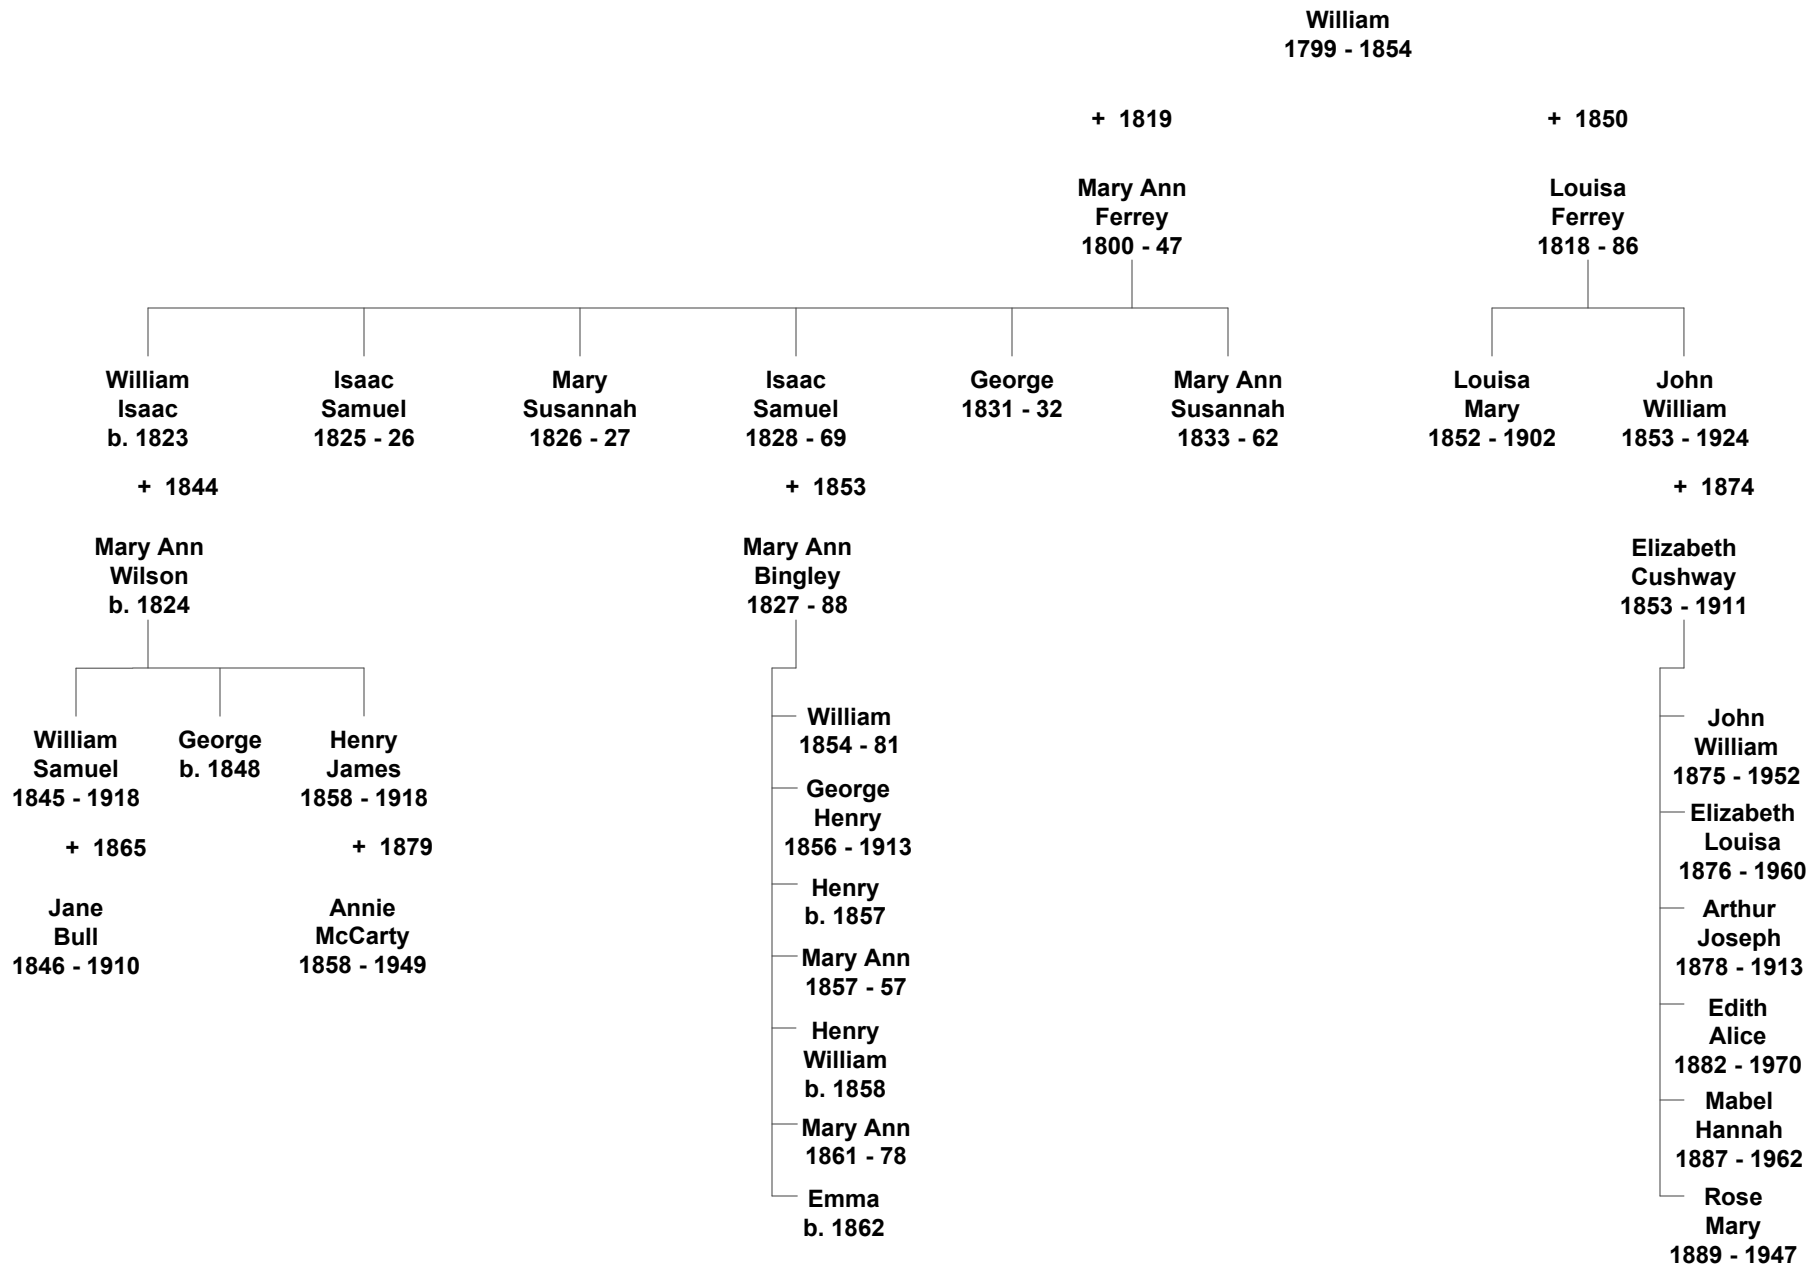 William
1799 - 1854
+ 1819
+ 1850
Mary Ann
Ferrey
1800 - 47
Louisa
Ferrey
1818 - 86
William
Isaac
b. 1823
Isaac
Samuel
1825 - 26
Mary
Susannah
1826 - 27
Isaac
Samuel
1828 - 69
George
1831 - 32
Mary Ann
Susannah
1833 - 62
Louisa
Mary
1852 - 1902
John
William
1853 - 1924
+ 1844
+ 1853
+ 1874
Mary Ann
Wilson
b. 1824
Mary Ann
Bingley
1827 - 88
Elizabeth
Cushway
1853 - 1911
William
Samuel
1845 - 1918
George
b. 1848
Henry
James
1858 - 1918
+ 1865
+ 1879
Jane
Bull
1846 - 1910
Annie
McCarty
1858 - 1949
William
1854 - 81
George
Henry
1856 - 1913
Henry
b. 1857
Mary Ann
1857 - 57
Henry
William
b. 1858
Mary Ann
1861 - 78
Emma
b. 1862
John
William
1875 - 1952
Elizabeth
Louisa
1876 - 1960
Arthur
Joseph
1878 - 1913
Edith
Alice
1882 - 1970
Mabel
Hannah
1887 - 1962
Rose
Mary
1889 - 1947